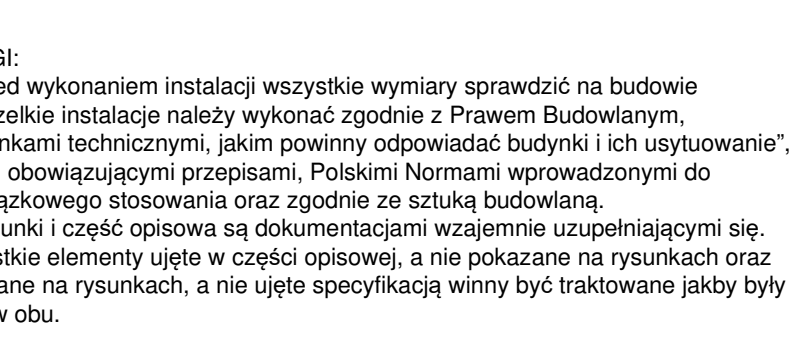 GI:
ed wykonaniem instalacji wszystkie wymiary sprawdzić na budowie
zelkie instalacje należy wykonać zgodnie z Prawem Budowlanym,
nkami technicznymi, jakim powinny odpowiadać budynki i ich usytuowanie”,
obowiązującymi przepisami, Polskimi Normami wprowadzonymi do
ązkowego stosowania oraz zgodnie ze sztuką budowlaną.
unki i część opisowa są dokumentacjami wzajemnie uzupełniającymi się.
stkie elementy ujęte w części opisowej, a nie pokazane na rysunkach oraz
ane na rysunkach, a nie ujęte specyfikacją winny być traktowane jakby były
w obu.